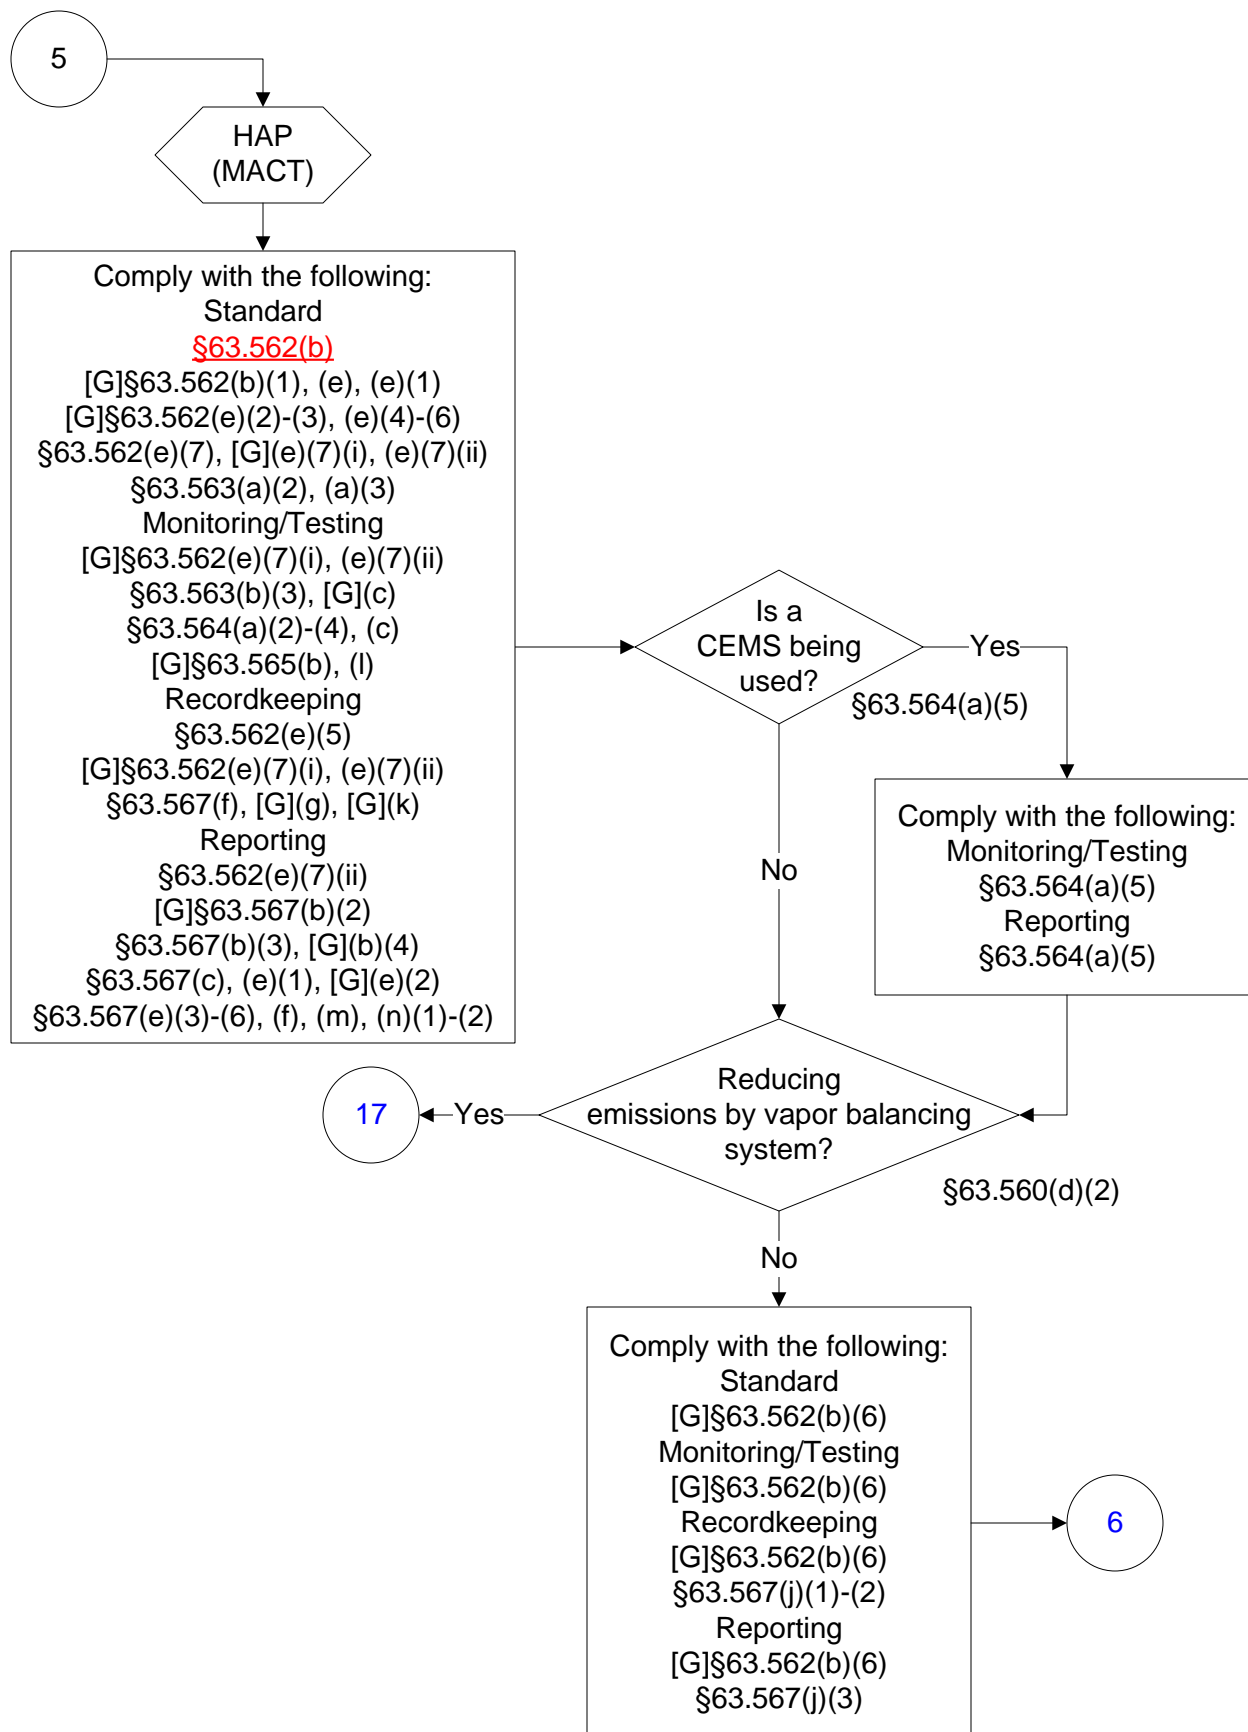 5
HAP
(MACT)
Comply with the following:
Standard
§63.562(b)
[G]§63.562(b)(1), (e), (e)(1)
[G]§63.562(e)(2)-(3), (e)(4)-(6)
§63.562(e)(7), [G](e)(7)(i), (e)(7)(ii)
§63.563(a)(2), (a)(3)
Monitoring/Testing
[G]§63.562(e)(7)(i), (e)(7)(ii)
§63.563(b)(3), [G](c)
§63.564(a)(2)-(4), (c)
[G]§63.565(b), (l)
Recordkeeping
§63.562(e)(5)
[G]§63.562(e)(7)(i), (e)(7)(ii)
§63.567(f), [G](g), [G](k)
Reporting
§63.562(e)(7)(ii)
[G]§63.567(b)(2)
§63.567(b)(3), [G](b)(4)
§63.567(c), (e)(1), [G](e)(2)
§63.567(e)(3)-(6), (f), (m), (n)(1)-(2)
Is a
CEMS being
used?
Yes
§63.564(a)(5)
No
Comply with the following:
Monitoring/Testing
§63.564(a)(5)
Reporting
§63.564(a)(5)
Reducing
emissions by vapor balancing
system?
Yes
17
§63.560(d)(2)
No
Comply with the following:
Standard
[G]§63.562(b)(6)
Monitoring/Testing
[G]§63.562(b)(6)
Recordkeeping
[G]§63.562(b)(6)
§63.567(j)(1)-(2)
Reporting
[G]§63.562(b)(6)
§63.567(j)(3)
6